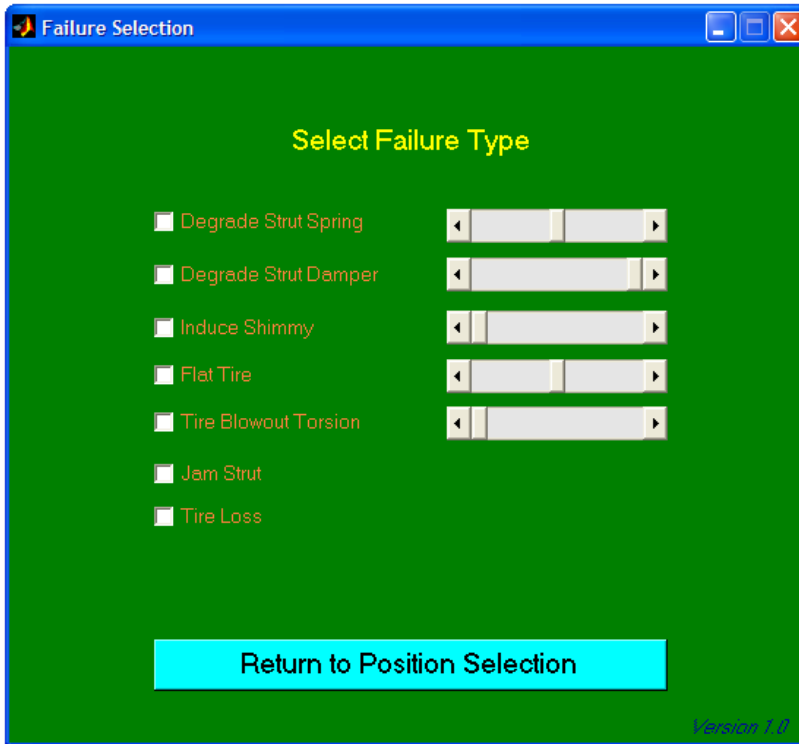 Failure Selection
Select Failure Type
Degrade Strut Spring
Degrade Strut Damper
Induce Shimmy
Flat Tire
Tire Blowout Torsion
Jam Strut
Tire Loss
Return to Position Selection
Version 1.0